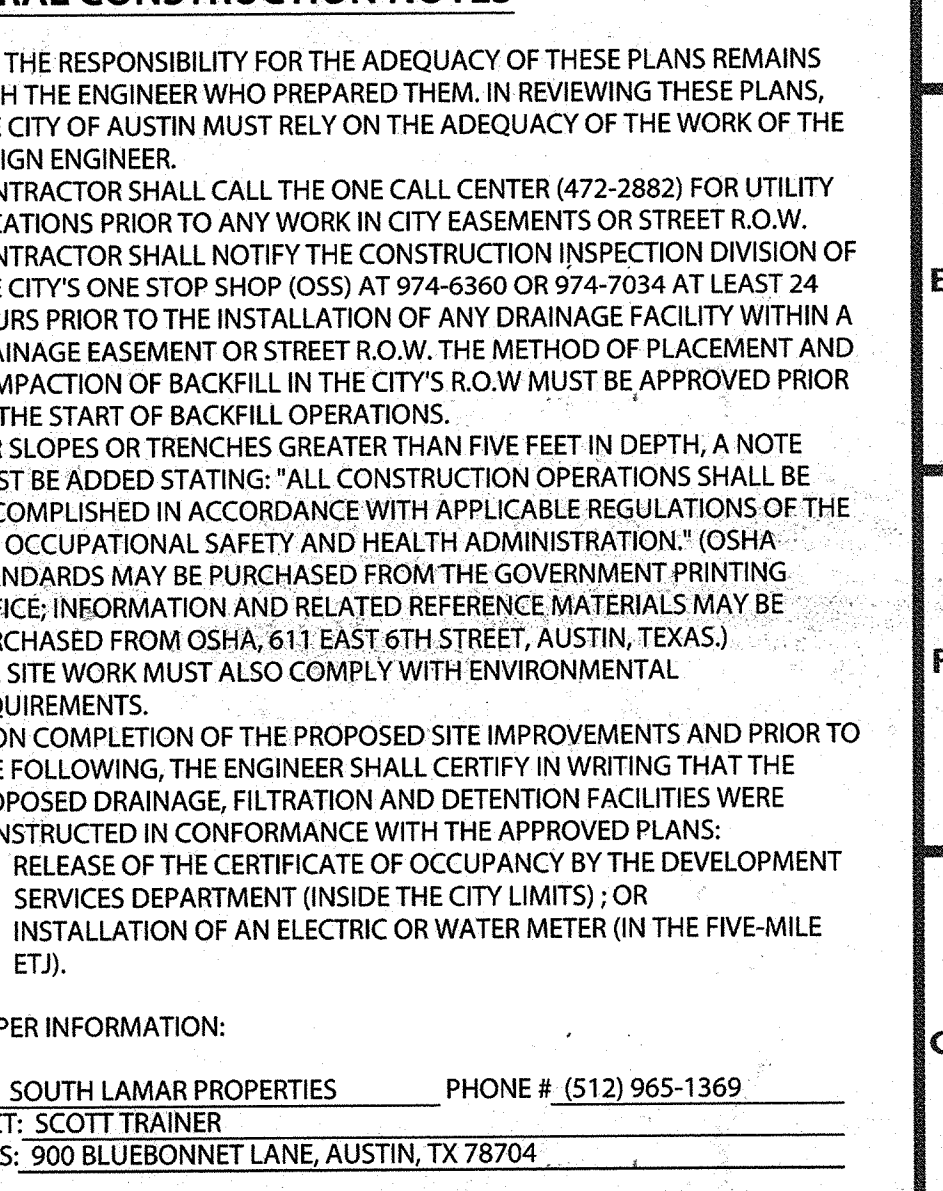 RAL CONSTRUCTION NOTES
THE RESPONSIBILITY FOR THE ADEQUACY OF THESE PLANS REMAINS
H THE ENGINEER WHO PREPARED THEM. IN REVIEWING THESE PLANS,
E CITY OF AUSTIN MUST RELY ON THE ADEQUACY OF THE WORK OF THE
IGN ENGINEER.
NTRACTOR SHALL CALL THE ONE CALL CENTER (472-2882) FOR UTILITY
CATIONS PRIOR TO ANY WORK IN CITY EASEMENTS OR STREET R.O.W.
NTRACTOR SHALL NOTIFY THE CONSTRUCTION INSPECTION DIVISION OF
E CITY'S ONE STOP SHOP (OSS) AT 974-6360 OR 974-7034 AT LEAST 24
URS PRIOR TO THE INSTALLATION OF ANY DRAINAGE FACILITY WITHIN A
AINAGE EASEMENT OR STREET R.O.W. THE METHOD OF PLACEMENT AND
MPACTION OF BACKFILL IN THE CITY'S R.O.W MUST BE APPROVED PRIOR
THE START OF BACKFILL OPERATIONS.
R SLOPES OR TRENCHES GREATER THAN FIVE FEET IN DEPTH, A NOTE
ST BE ADDED STATING: "ALL CONSTRUCTION OPERATIONS SHALL BE
COMPLISHED IN ACCORDANCE WITH APPLICABLE REGULATIONS OF THE
OCCUPATIONAL SAFETY AND HEALTH ADMINISTRATION." (OSHA
ANDARDS MAY BE PURCHASED FROM THE GOVERNMENT PRINTING
FICE; INFORMATION AND RELATED REFERENCE MATERIALS MAY BE
RCHASED FROM OSHA, 611 EAST 6TH STREET, AUSTIN, TEXAS.)
SITE WORK MUST ALSO COMPLY WITH ENVIRONMENTAL
QUIREMENTS.
ON COMPLETION OF THE PROPOSED SITE IMPROVEMENTS AND PRIOR TO
E FOLLOWING, THE ENGINEER SHALL CERTIFY IN WRITING THAT THE
OPOSED DRAINAGE, FILTRATION AND DETENTION FACILITIES WERE
NSTRUCTED IN CONFORMANCE WITH THE APPROVED PLANS:
RELEASE OF THE CERTIFICATE OF OCCUPANCY BY THE DEVELOPMENT
SERVICES DEPARTMENT (INSIDE THE CITY LIMITS) ; OR
INSTALLATION OF AN ELECTRIC OR WATER METER (IN THE FIVE-MILE
ETJ).
PER INFORMATION:
SOUTH LAMAR PROPERTIES PHONE # (512) 965-1369
CT: SCOTT TRAINER
S: 900 BLUEBONNET LANE, AUSTIN, TX 78704